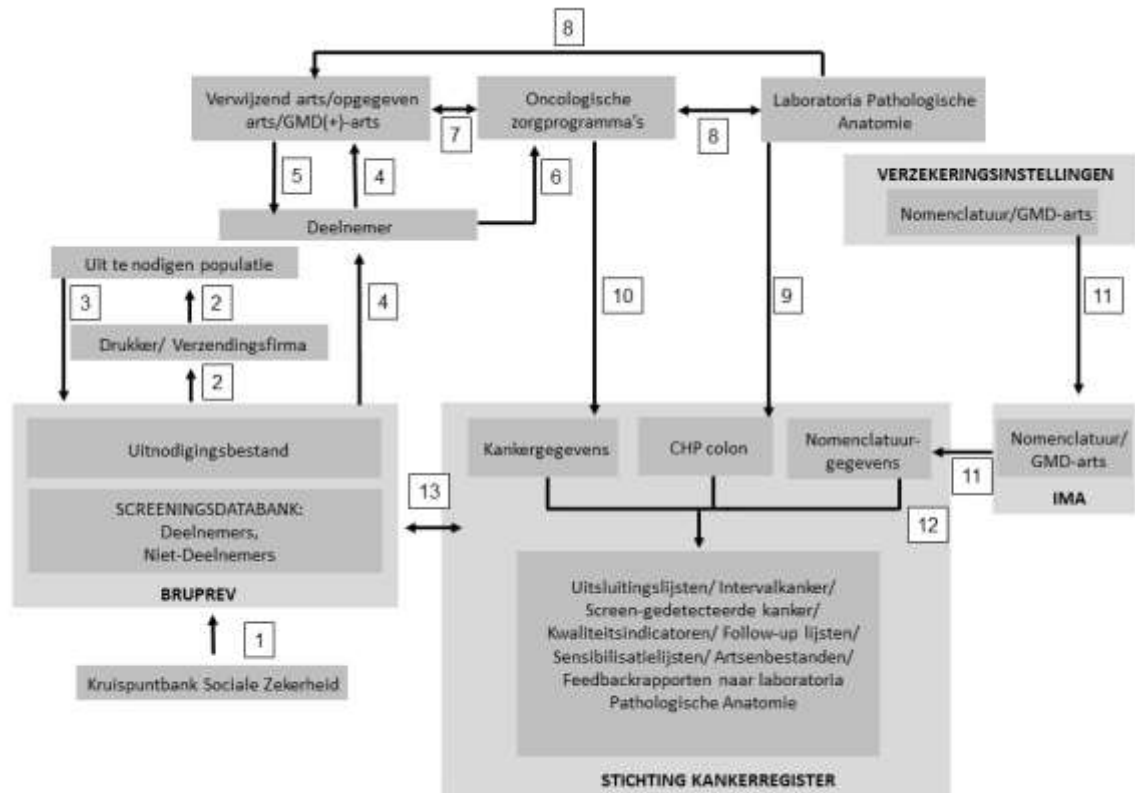 8
Verwijzend arts/opgegeven
arts/GMD(+)-arts
7
Oncologische
zorgprogramma's
8
Laboratoria Pathologische
Anatomie
5
4
6
VERZEKERINGSINSTELLINGEN
Nomenclatuur/GMD-arts
Deelnemer
Uit te nodigen populatie
3
2
4
10
9
11
Drukker/ Verzendingsfirma
2
Uitnodigingsbestand
SCREENINGSDATABANK:
Deelnemers,
Niet-Deelnemers
BRUPREV
13
Kankergegevens
CHP colon
Nomenclatuur-
gegevens
11
Nomenclatuur/
GMD-arts
IMA
12
Uitsluitingslijsten/ Intervalkanker/
Screen-gedetecteerde kanker/
Kwaliteitsindicatoren/ Follow-up lijsten/
Sensibilisatielijsten/ Artsenbestanden/
Feedbackrapporten naar laboratoria
Pathologische Anatomie
1
Kruispuntbank Sociale Zekerheid
STICHTING KANKERREGISTER